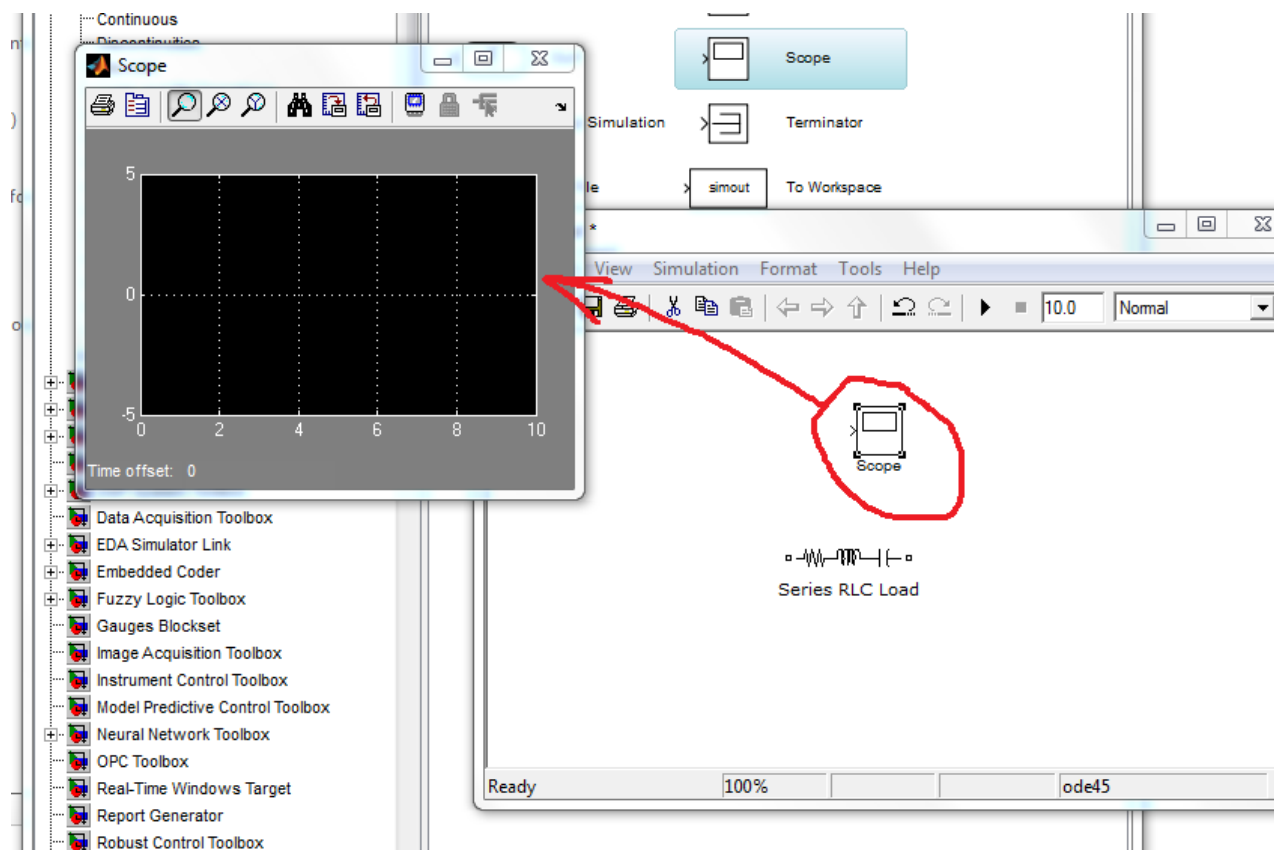 Continuous
Discontinuities
Scope
5
0
-5
0 2 4 6 8 10
Time offset: 0
Data Acquisition Toolbox
EDA Simulator Link
Embedded Coder
Fuzzy Logic Toolbox
Gauges Blockset
Image Acquisition Toolbox
Instrument Control Toolbox
Model Predictive Control Toolbox
Neural Network Toolbox
OPC Toolbox
Real-Time Windows Target
Report Generator
Robust Control Toolbox
Scope
Simulation
Terminator
simout To Workspace
*
View Simulation Format Tools Help
10.0 Normal
Scope
Series RLC Load
Ready 100% ode45